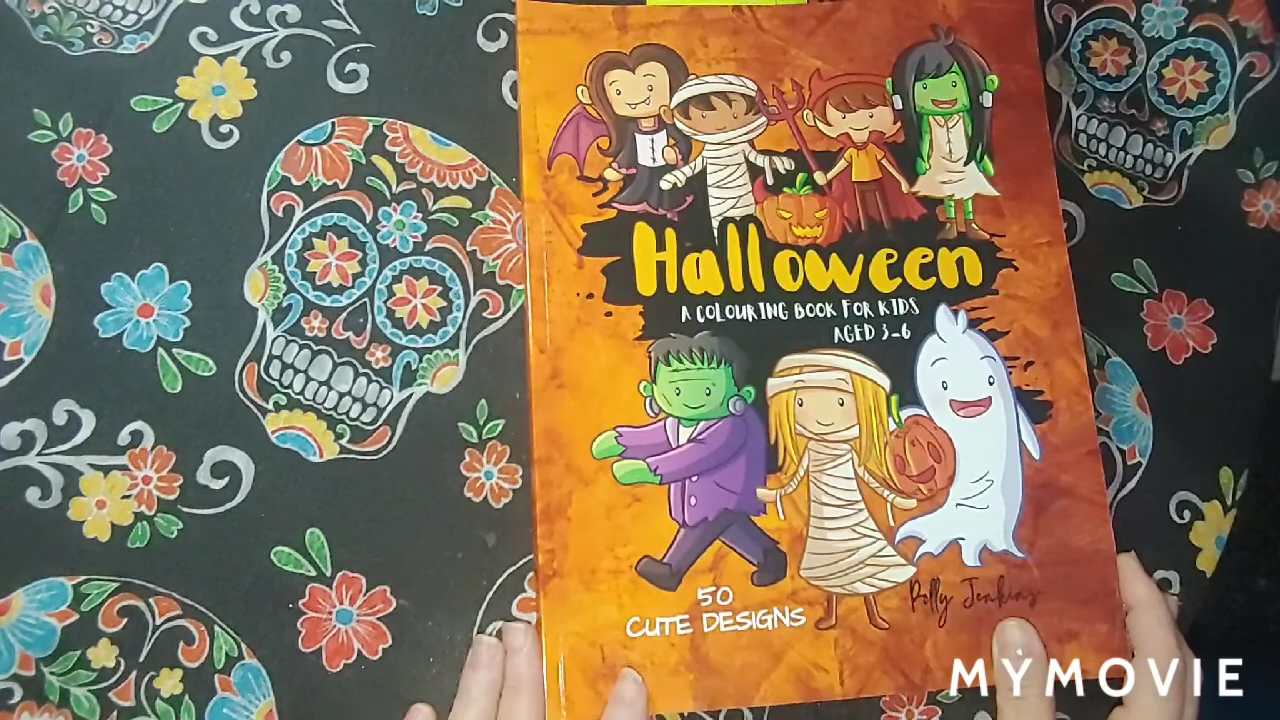 Halloween
A COLOURING BOOK FOR KIDS
AGED 3-6
50
CUTE DESIGNS
Polly Jenkins
MYMOVIE